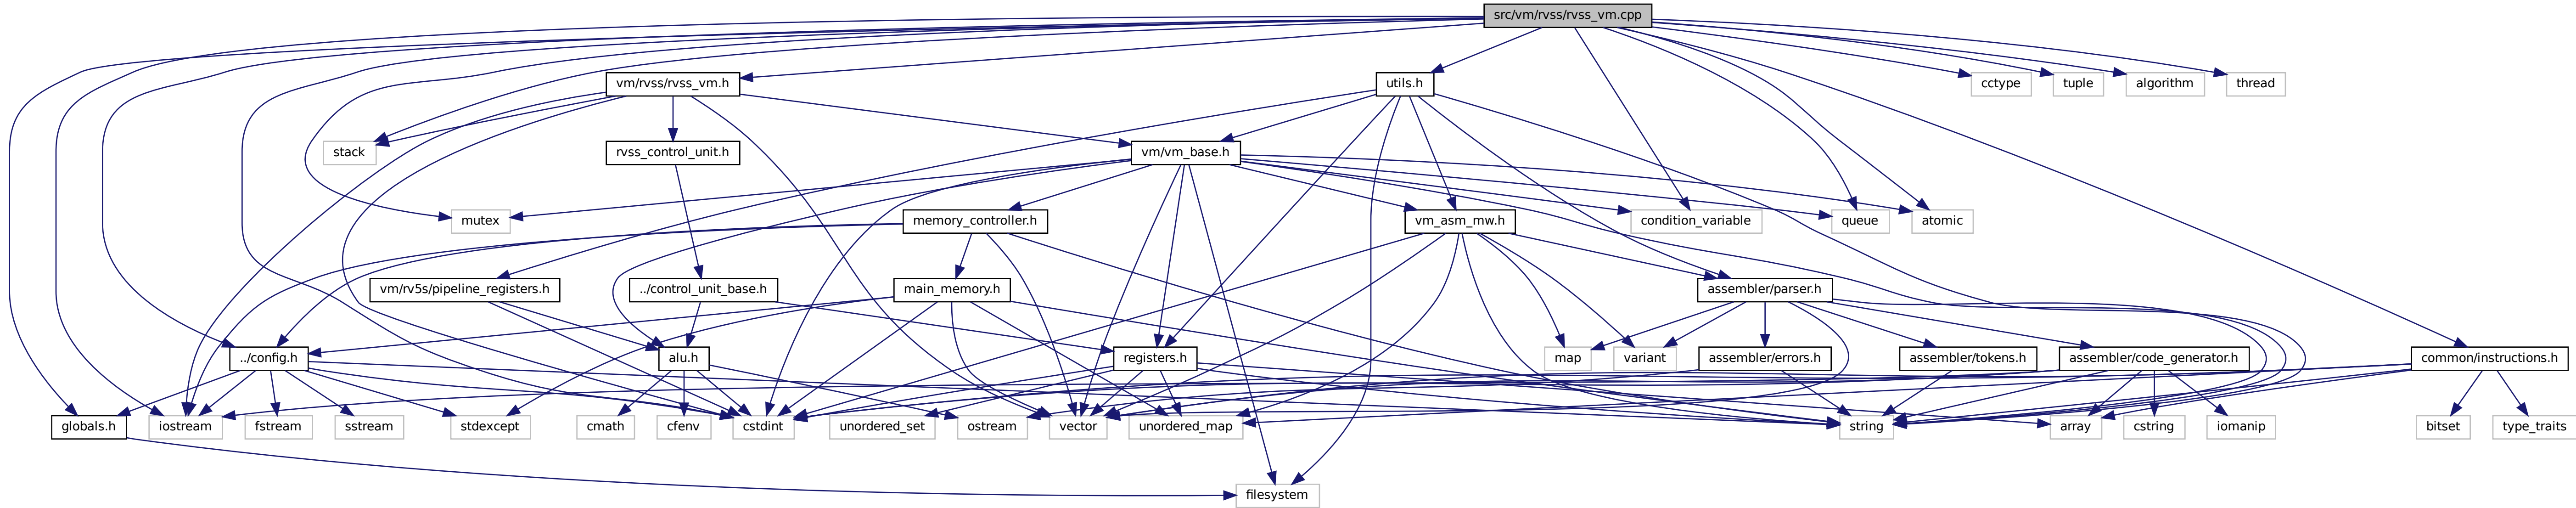 src/vm/rvss/rvss_vm.cpp
vm/rvss/rvss_vm.h
utils.h
cctype
tuple
algorithm
thread
stack
rvss_control_unit.h
vm/vm_base.h
mutex
memory_controller.h
vm_asm_mw.h
condition_variable
queue
atomic
vm/rv5s/pipeline_registers.h
../control_unit_base.h
main_memory.h
assembler/parser.h
../config.h
alu.h
registers.h
map
variant
assembler/errors.h
assembler/tokens.h
assembler/code_generator.h
common/instructions.h
globals.h
iostream
fstream
sstream
stdexcept
cmath
cfenv
cstdint
unordered_set
ostream
vector
unordered_map
string
array
cstring
iomanip
bitset
type_traits
filesystem